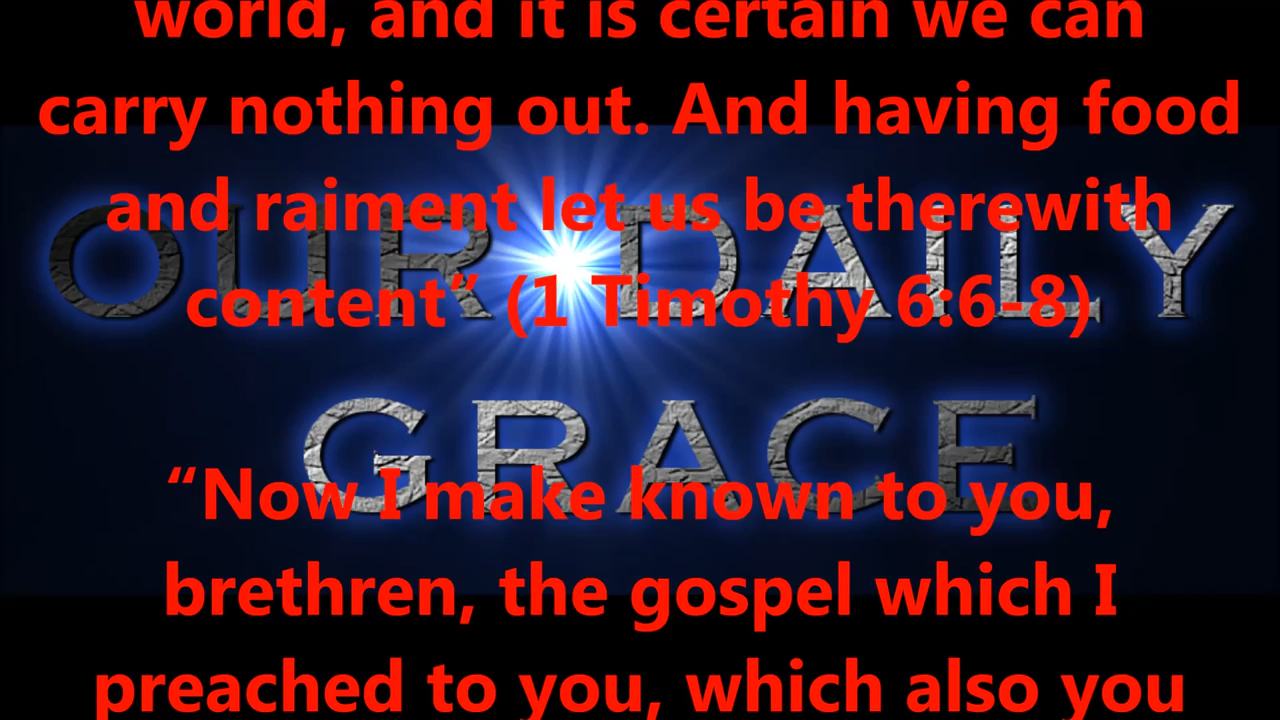 world, and it is certain we can
carry nothing out. And having food
and raiment let us be therewith
content” (1 Timothy 6:6-8)
“Now I make known to you,
brethren, the gospel which I
preached to you, which also you
OUR DAILY
GRACE